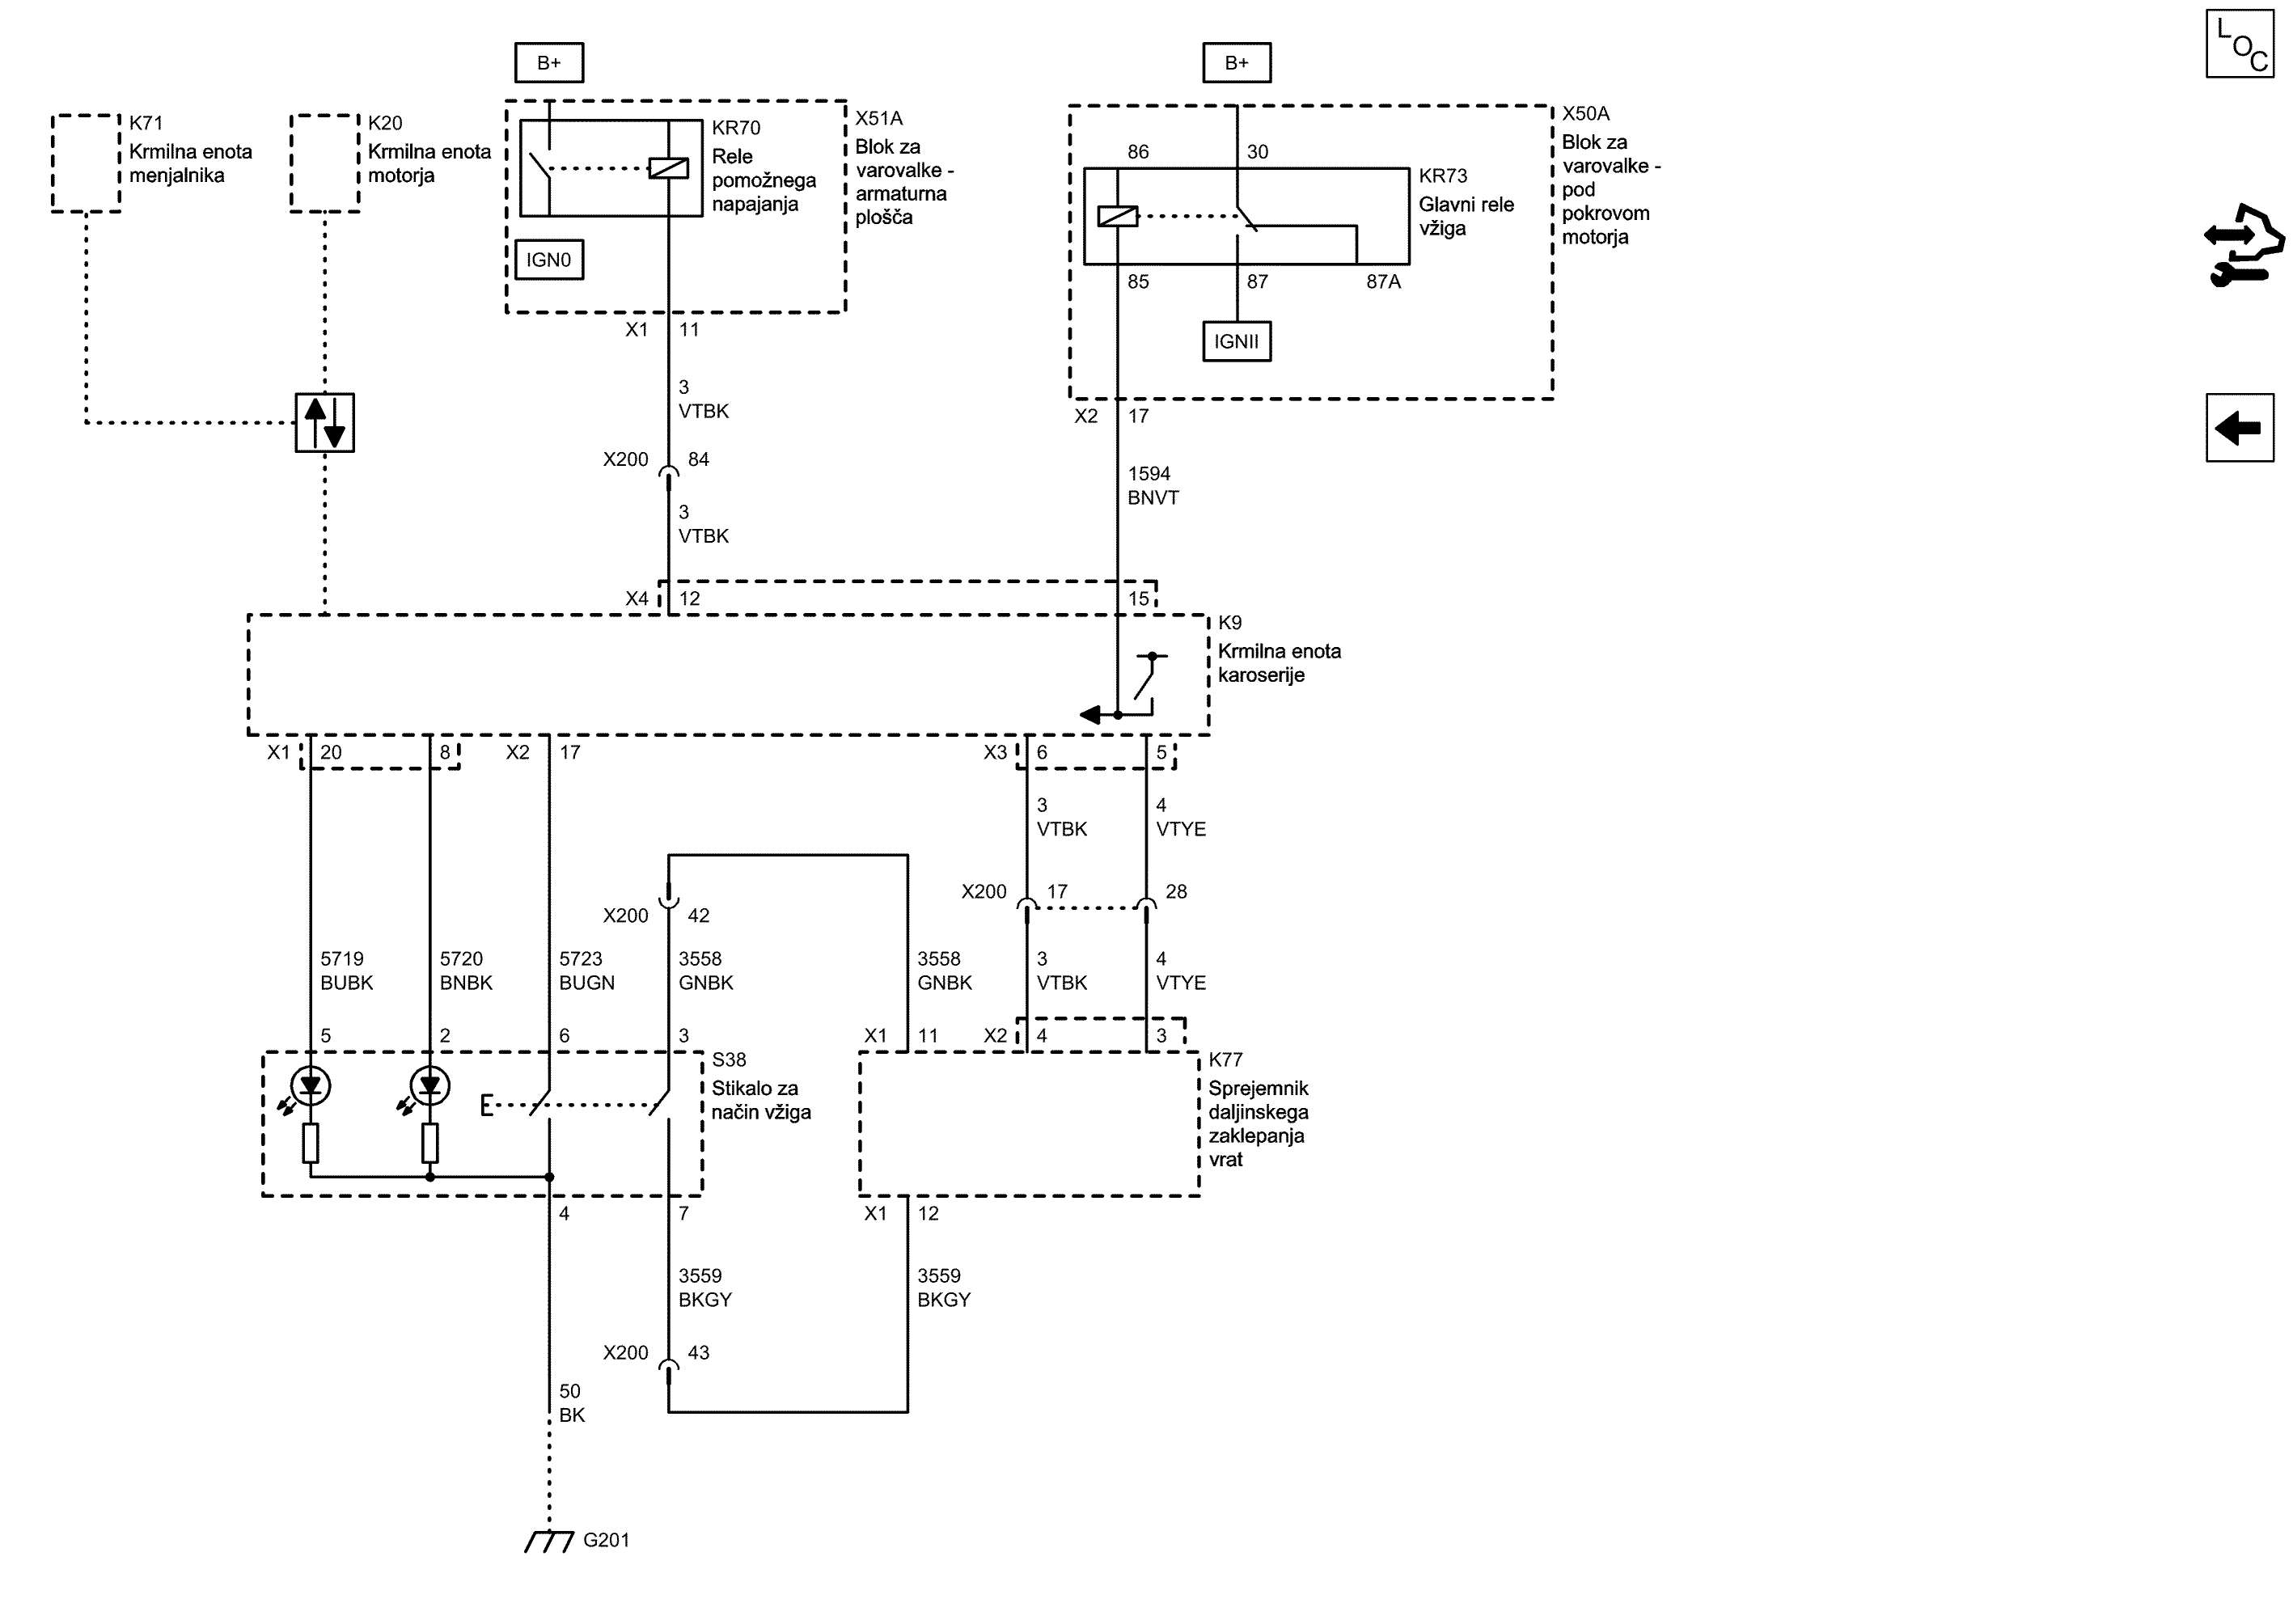 B+
B+
L
O
C
K71
Krmilna enota
menjalnika
K20
Krmilna enota
motorja
KR70
Rele
pomožnega
napajanja
IGN0
X51A
Blok za
varovalke -
armaturna
plošča
86
30
KR73
Glavni rele
vžiga
85
87
87A
IGNII
X50A
Blok za
varovalke -
pod
pokrovom
motorja
X1 11
3
VTBK
X200 84
3
VTBK
X2 17
1594
BNVT
X4 12 15
K9
Krmilna enota
karoserije
X1 20 8 X2 17 X3 6 5
3
VTBK
4
VTYE
X200 17 28
X200 42
5719
BUBK
5720
BNBK
5723
BUGN
3558
GNBK
3558
GNBK
3
VTBK
4
VTYE
5 2 6 3 X1 11 X2 4 3
S38
Stikalo za
način vžiga
K77
Sprejemnik
daljinskega
zaklepanja
vrat
4 7 X1 12
3559
BKGY
3559
BKGY
X200 43
50
BK
G201